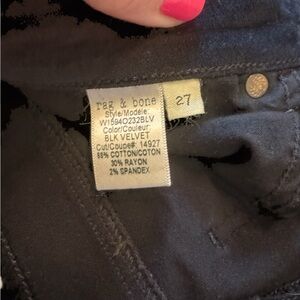 rag & bone
27
Style/Modèle:
W1594O232BLV
Color/Couleur:
BLK VELVET
Cut/Coupe#: 14927
68% COTTON/COTON
30% RAYON
2% SPANDEX